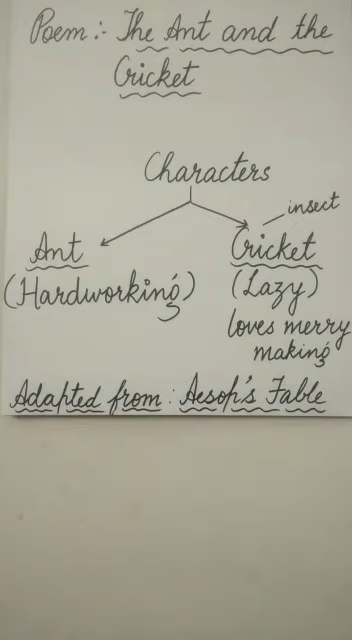 Poem :- The Ant and the
Cricket
Characters
insect
Ant
Cricket
(Hardworking)
(Lazy)
loves merry
making
Adapted from : Aesop's Fable